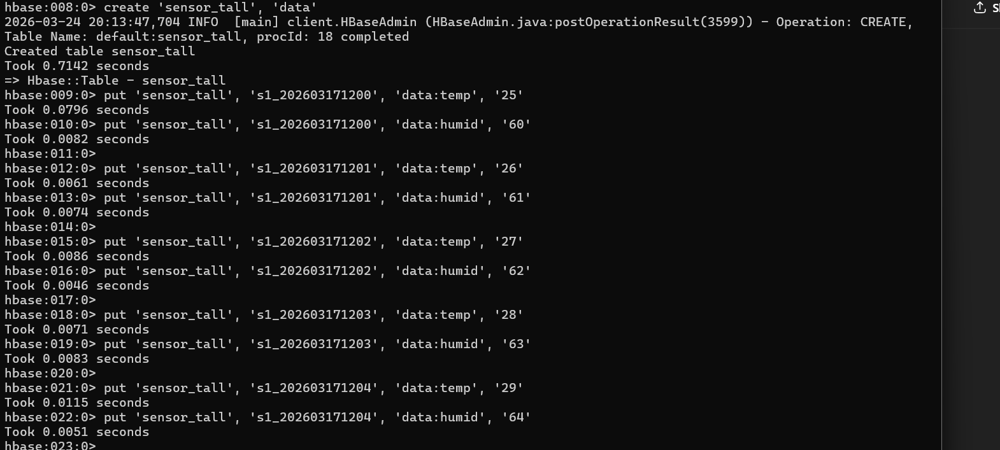 hbase:008:0> create 'sensor_tall', 'data'
2026-03-24 20:13:47,704 INFO  [main] client.HBaseAdmin (HBaseAdmin.java:postOperationResult(3599)) - Operation: CREATE,
Table Name: default:sensor_tall, procId: 18 completed
Created table sensor_tall
Took 0.7142 seconds
=> Hbase::Table - sensor_tall
hbase:009:0> put 'sensor_tall', 's1_202603171200', 'data:temp', '25'
Took 0.0796 seconds
hbase:010:0> put 'sensor_tall', 's1_202603171200', 'data:humid', '60'
Took 0.0082 seconds
hbase:011:0>
hbase:012:0> put 'sensor_tall', 's1_202603171201', 'data:temp', '26'
Took 0.0061 seconds
hbase:013:0> put 'sensor_tall', 's1_202603171201', 'data:humid', '61'
Took 0.0074 seconds
hbase:014:0>
hbase:015:0> put 'sensor_tall', 's1_202603171202', 'data:temp', '27'
Took 0.0086 seconds
hbase:016:0> put 'sensor_tall', 's1_202603171202', 'data:humid', '62'
Took 0.0046 seconds
hbase:017:0>
hbase:018:0> put 'sensor_tall', 's1_202603171203', 'data:temp', '28'
Took 0.0071 seconds
hbase:019:0> put 'sensor_tall', 's1_202603171203', 'data:humid', '63'
Took 0.0083 seconds
hbase:020:0>
hbase:021:0> put 'sensor_tall', 's1_202603171204', 'data:temp', '29'
Took 0.0115 seconds
hbase:022:0> put 'sensor_tall', 's1_202603171204', 'data:humid', '64'
Took 0.0051 seconds
hbase:023:0>